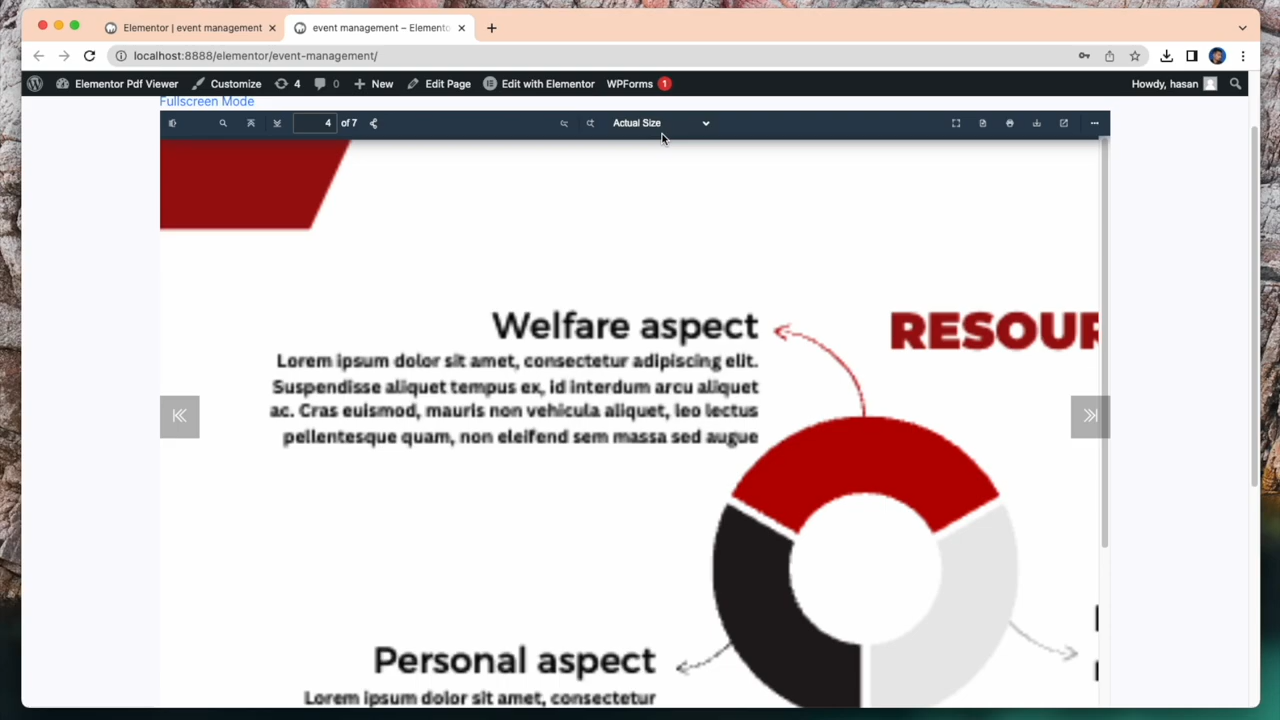 Elementor | event management
event management – Elemento
localhost:8888/elementor/event-management/
Elementor Pdf Viewer
Customize
4
0
New
Edit Page
Edit with Elementor
WPForms
1
Howdy, hasan
Fullscreen Mode
4
of 7
Actual Size
Welfare aspect
RESOUR
Lorem ipsum dolor sit amet, consectetur adipiscing elit.
Suspendisse aliquet tempus ex, id interdum arcu aliquet
ac. Cras euismod, mauris non vehicula aliquet, leo lectus
pellentesque quam, non eleifend sem massa sed augue
Personal aspect
Lorem ipsum dolor sit amet, consectetur